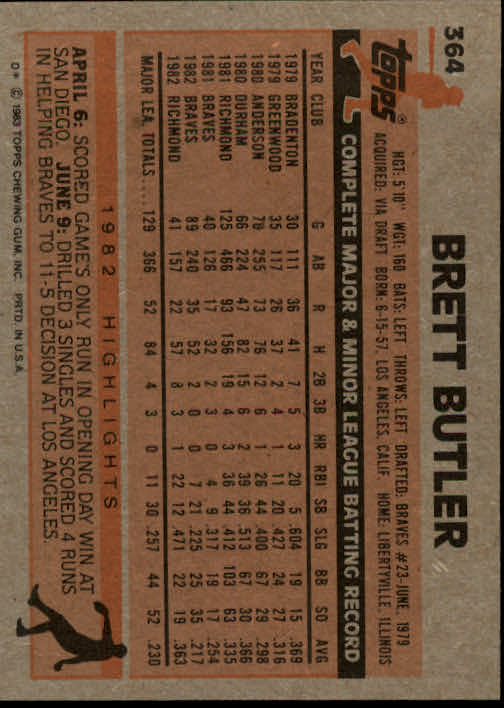 364
BRETT BUTLER
topps®
HGT: 5'10" WGT: 160 BATS: LEFT THROWS: LEFT DRAFTED: BRAVES #23-JUNE, 1979
ACQUIRED: VIA DRAFT BORN: 6-15-57, LOS ANGELES, CALIF. HOME: LIBERTYVILLE, ILLINOIS
COMPLETE MAJOR & MINOR LEAGUE BATTING RECORD
YEAR CLUB G AB R H 2B 3B HR RBI SB SLG BB SO AVG
1979 BRADENTON 30 111 36 41 7 5 3 20 5 .604 19 15 .369
1979 GREENWOOD 35 117 26 37 2 4 1 11 20 .427 24 27 .316
1980 ANDERSON 70 255 73 76 12 6 1 26 44 .400 67 29 .298
1980 DURHAM 66 224 47 82 15 6 2 39 36 .513 67 30 .366
1981 RICHMOND 125 466 93 156 19 4 3 36 44 .412 103 63 .335
1981 BRAVES 40 126 17 32 2 3 0 4 9 .317 19 17 .254
1982 BRAVES 89 240 35 52 2 0 0 7 21 .225 25 35 .217
1982 RICHMOND 41 157 22 57 8 3 1 22 12 .471 22 19 .363
MAJOR LEA. TOTALS..... 129 366 52 84 4 3 0 11 30 .257 44 52 .230
1982 HIGHLIGHTS
APRIL 6: SCORED GAME'S ONLY RUN IN OPENING DAY WIN AT
SAN DIEGO. JUNE 9: DRILLED 3 SINGLES AND SCORED 4 RUNS
IN HELPING BRAVES TO 11-5 DECISION AT LOS ANGELES.
D* © 1983 TOPPS CHEWING GUM, INC. PRTD. IN U.S.A.